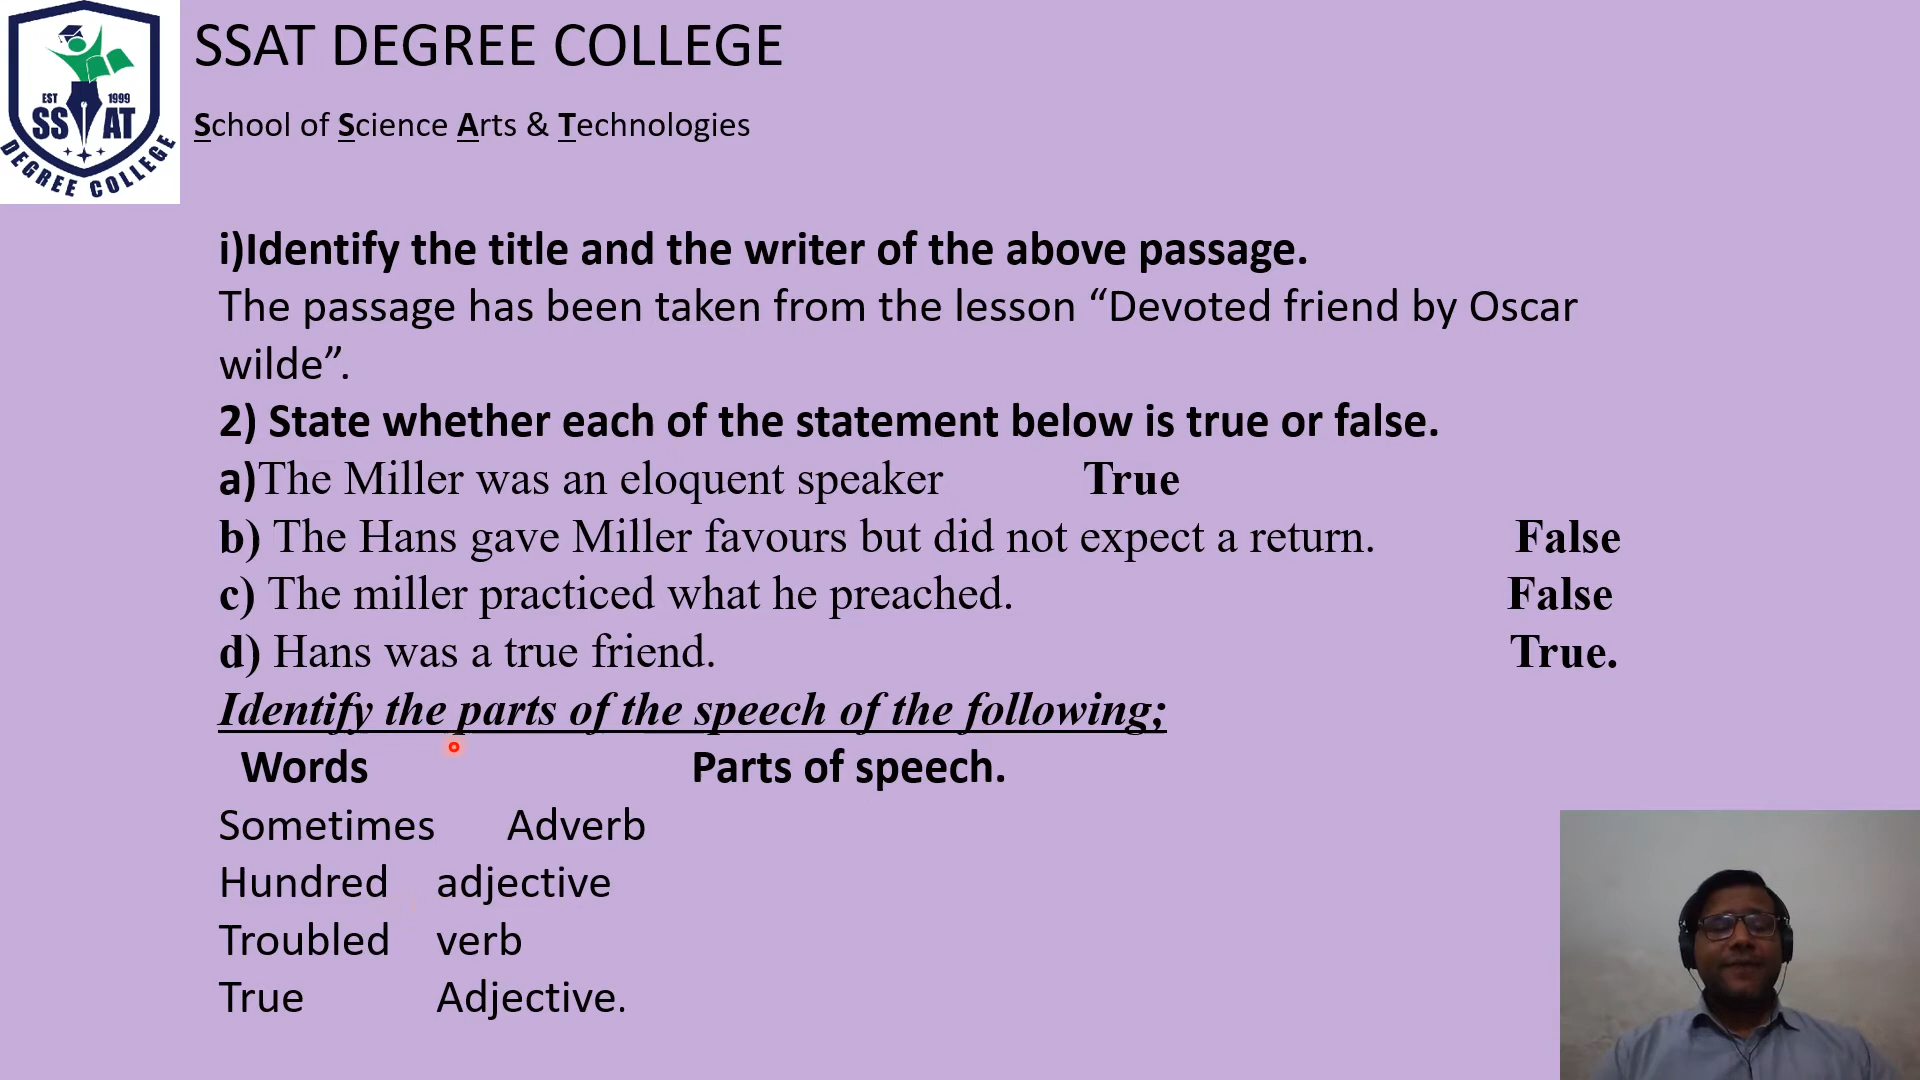 EST 1999
SS AT
DEGREE COLLEGE
SSAT DEGREE COLLEGE
School of Science Arts & Technologies
i)Identify the title and the writer of the above passage.
The passage has been taken from the lesson “Devoted friend by Oscar
wilde”.
2) State whether each of the statement below is true or false.
a)The Miller was an eloquent speaker True
b) The Hans gave Miller favours but did not expect a return. False
c) The miller practiced what he preached. False
d) Hans was a true friend. True.
Identify the parts of the speech of the following;
Words Parts of speech.
Sometimes Adverb
Hundred adjective
Troubled verb
True Adjective.